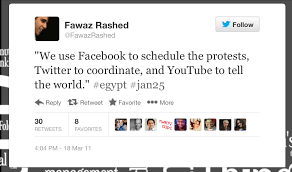 Fawaz Rashed
@FawazRashed
Follow
"We use Facebook to schedule the protests,
Twitter to coordinate, and YouTube to tell
the world." #egypt #jan25
Reply Retweet Favorite More
30
RETWEETS
8
FAVORITES
4:04 PM - 18 Mar 11
management